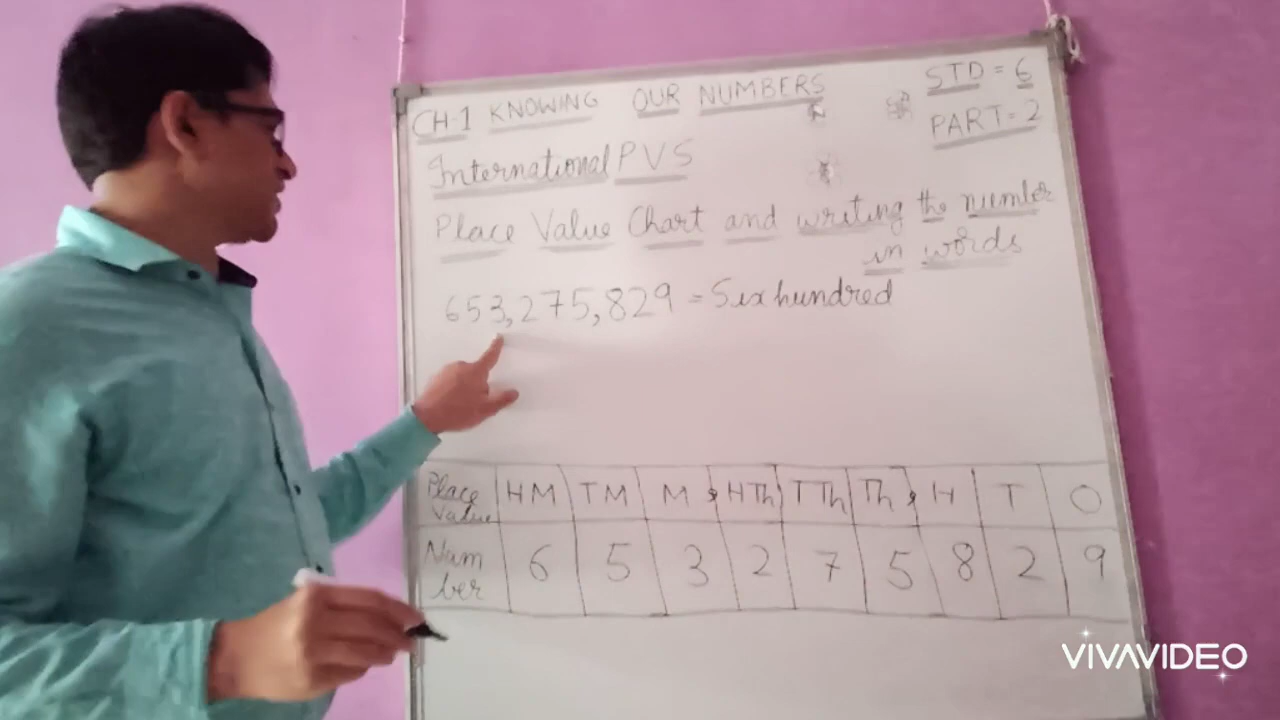 CH-1 KNOWING OUR NUMBERS
STD = 6
PART = 2
International PVS
Place Value Chart and writing the number
in words
653,275,829 = Six hundred
Place Value HM TM M , HTh TTh Th , H T O
Num ber 6 5 3 2 7 5 8 2 9
VIVAVIDEO